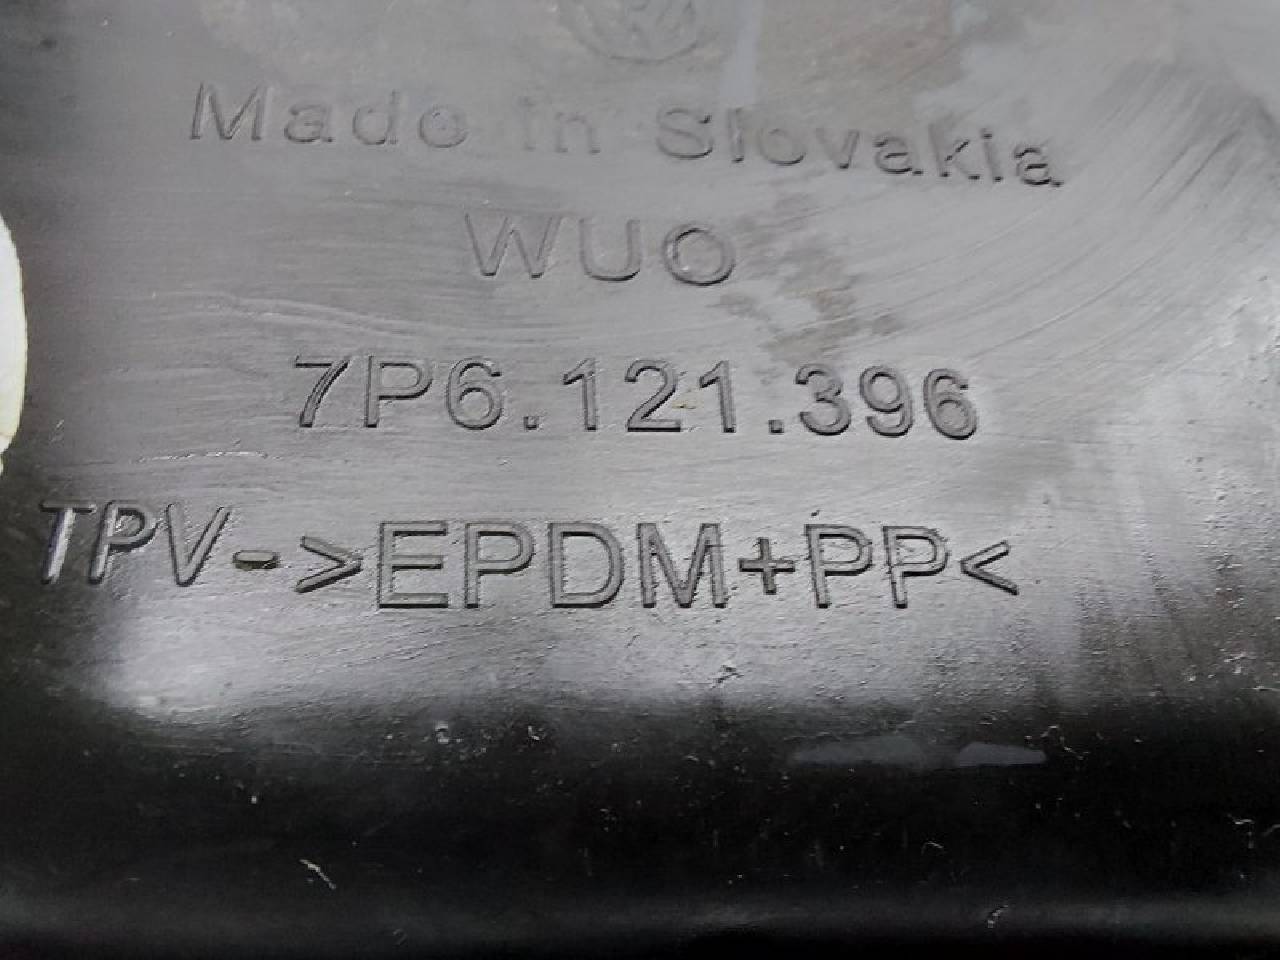 Made in Slovakia
WUO
7P6.121.396
TPV->EPDM+PP<